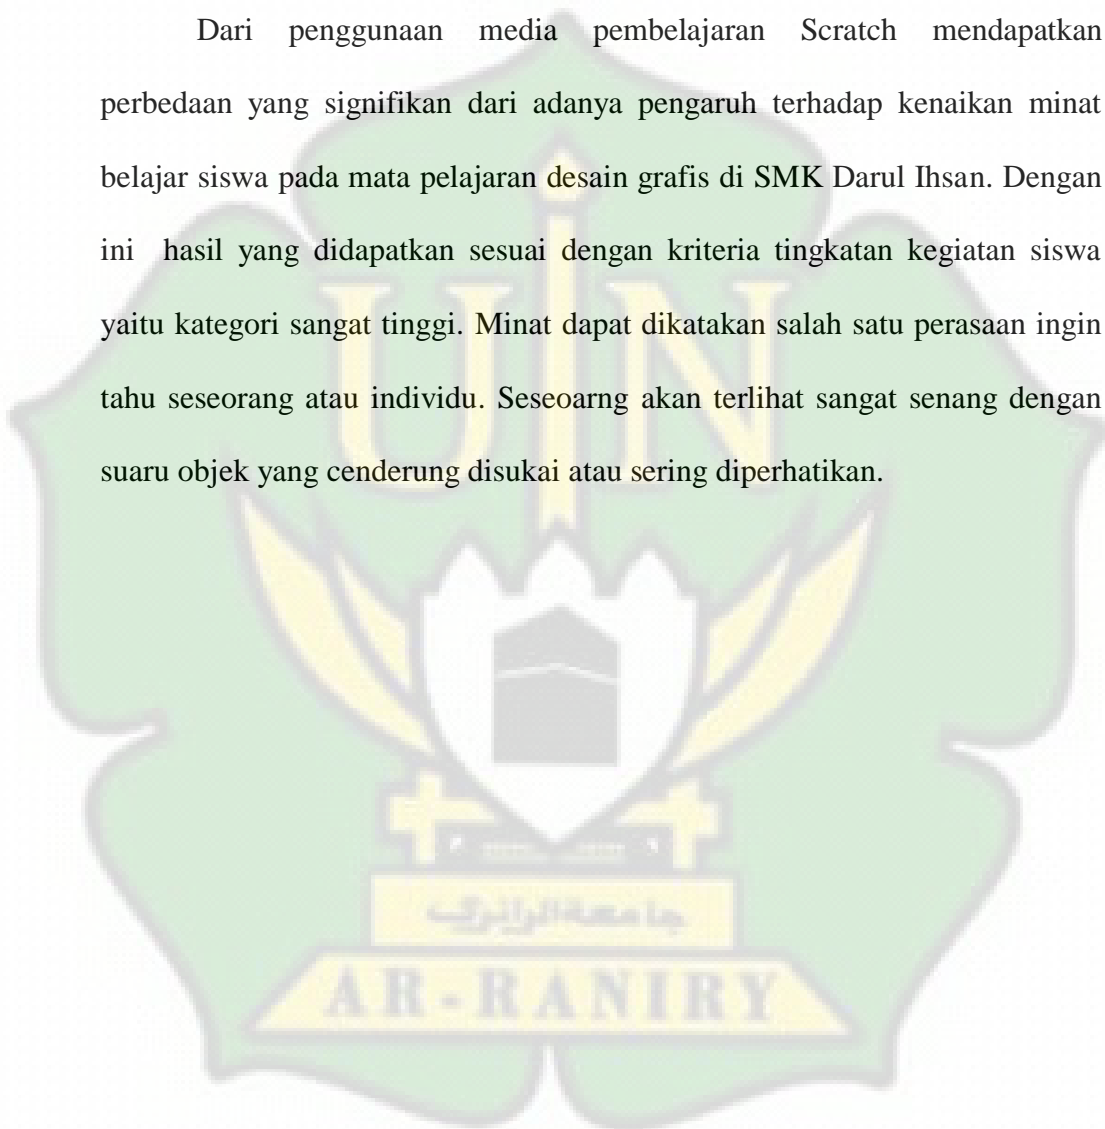 Dari penggunaan media pembelajaran Scratch mendapatkan
perbedaan yang signifikan dari adanya pengaruh terhadap kenaikan minat
belajar siswa pada mata pelajaran desain grafis di SMK Darul Ihsan. Dengan
ini hasil yang didapatkan sesuai dengan kriteria tingkatan kegiatan siswa
yaitu kategori sangat tinggi. Minat dapat dikatakan salah satu perasaan ingin
tahu seseorang atau individu. Seseoarng akan terlihat sangat senang dengan
suaru objek yang cenderung disukai atau sering diperhatikan.
UIN
جامعة الرانري
AR-RANIRY